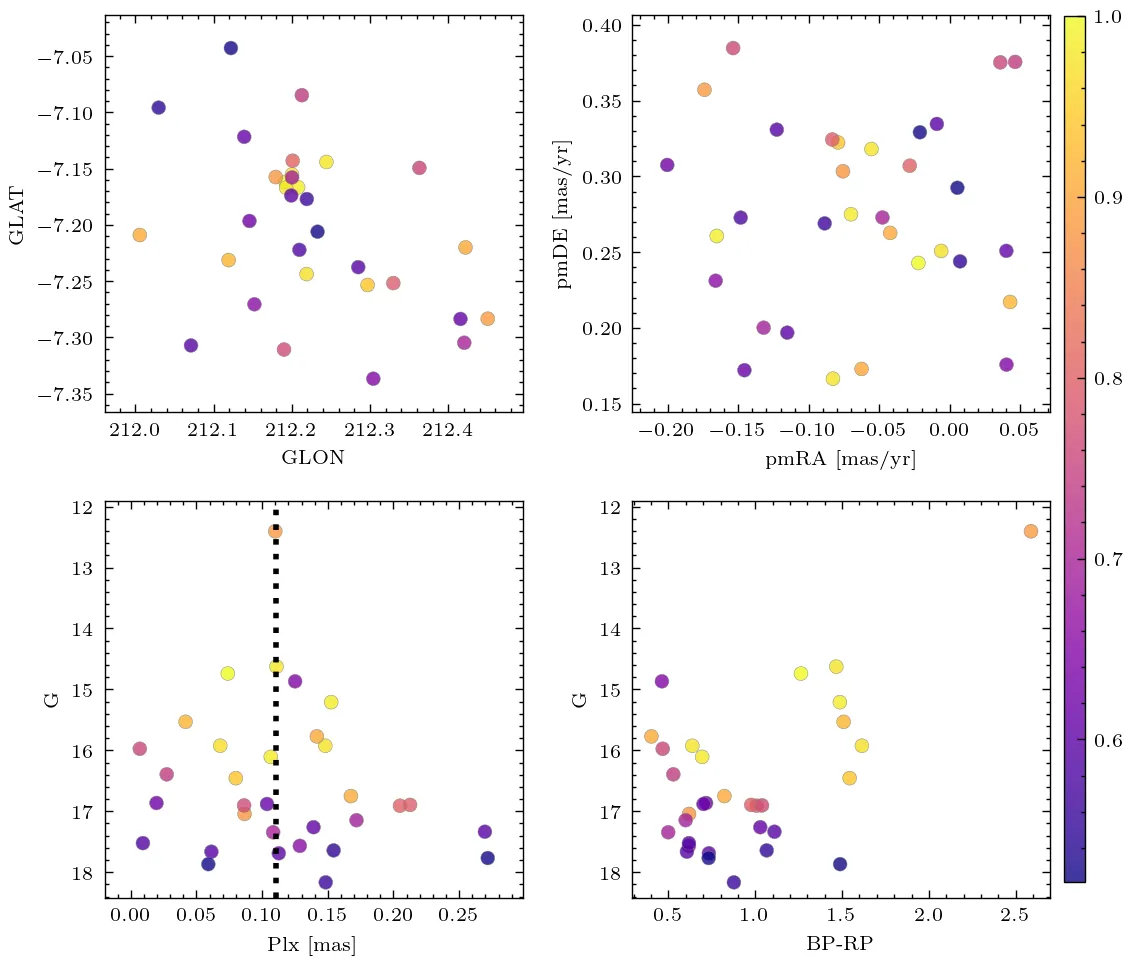 −7.05
−7.10
−7.15
−7.20
−7.25
−7.30
−7.35
GLAT
212.0 212.1 212.2 212.3 212.4
GLON
0.40
0.35
0.30
0.25
0.20
0.15
pmDE [mas/yr]
−0.20 −0.15 −0.10 −0.05 0.00 0.05
pmRA [mas/yr]
1.0
0.9
0.8
0.7
0.6
12
13
14
15
16
17
18
G
0.00 0.05 0.10 0.15 0.20 0.25
Plx [mas]
12
13
14
15
16
17
18
G
0.5 1.0 1.5 2.0 2.5
BP-RP